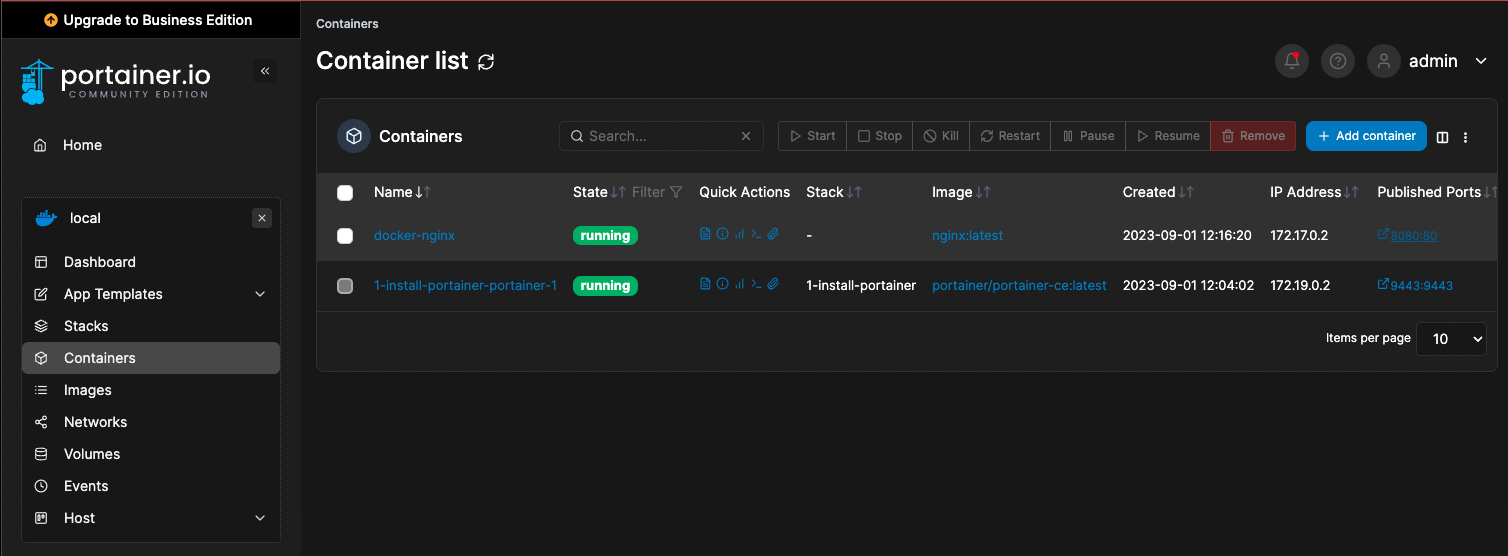 Upgrade to Business Edition
portainer.io
COMMUNITY EDITION
Home
local
Dashboard
App Templates
Stacks
Containers
Images
Networks
Volumes
Events
Host
Containers
Container list
admin
Containers
Search...
Start Stop Kill Restart Pause Resume Remove
Add container
Name State Filter Quick Actions Stack Image Created IP Address Published Ports
docker-nginx running - nginx:latest 2023-09-01 12:16:20 172.17.0.2 8080:80
1-install-portainer-portainer-1 running 1-install-portainer portainer/portainer-ce:latest 2023-09-01 12:04:02 172.19.0.2 9443:9443
Items per page 10